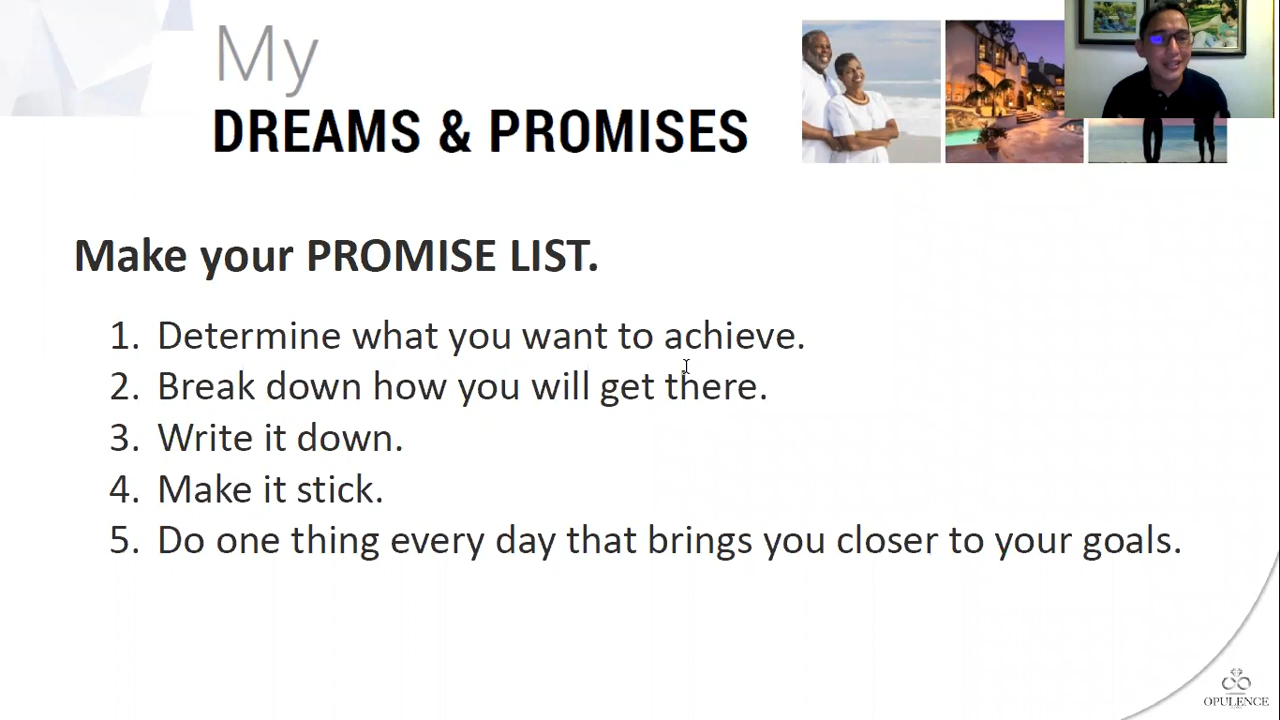 My
DREAMS & PROMISES
Make your PROMISE LIST.
1. Determine what you want to achieve.
2. Break down how you will get there.
3. Write it down.
4. Make it stick.
5. Do one thing every day that brings you closer to your goals.
OPULENCE